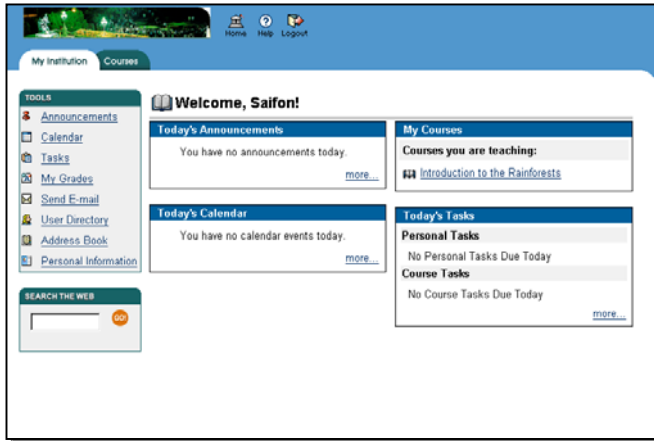 Home Help Logout
My Institution Courses
TOOLS
Announcements
Calendar
Tasks
My Grades
Send E-mail
User Directory
Address Book
Personal Information
SEARCH THE WEB
GO!
Welcome, Saifon!
Today's Announcements
You have no announcements today.
more...
Today's Calendar
You have no calendar events today.
more...
My Courses
Courses you are teaching:
Introduction to the Rainforests
Today's Tasks
Personal Tasks
No Personal Tasks Due Today
Course Tasks
No Course Tasks Due Today
more...